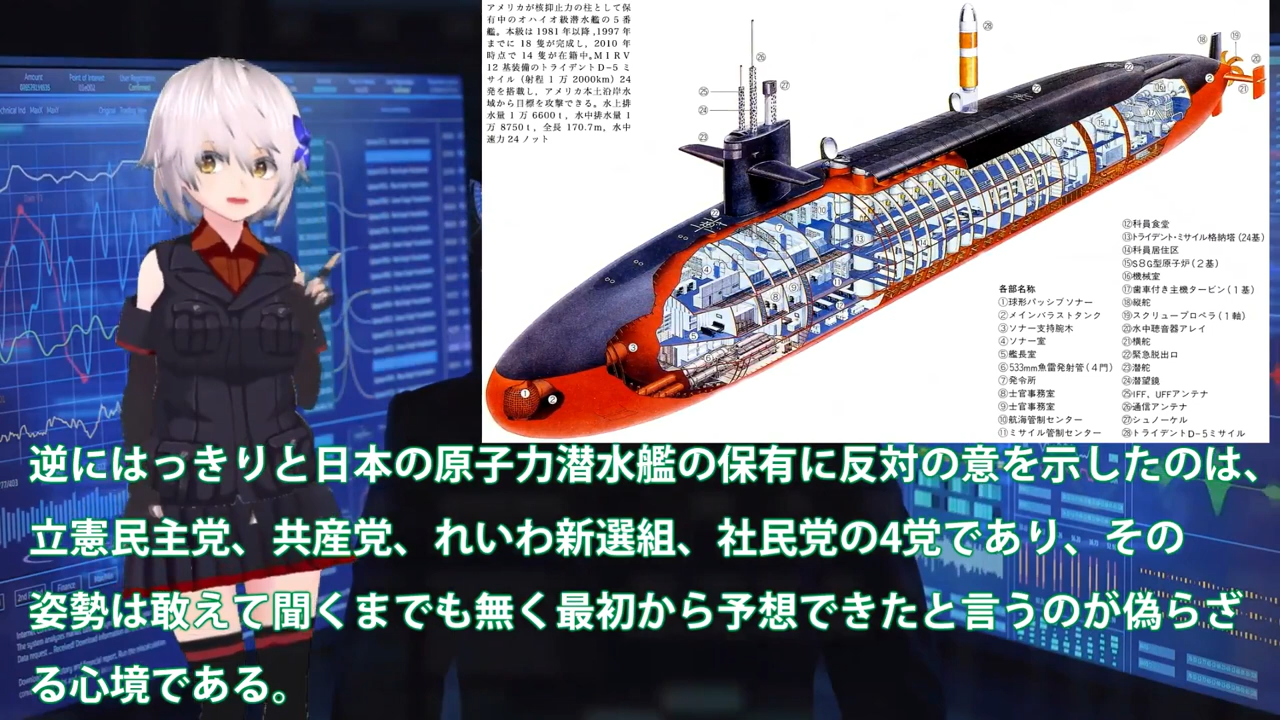 アメリカが核抑止力の柱として保
有中のオハイオ級潜水艦の5番
艦。本級は1981年以降,1997年
までに18隻が完成し,2010年
時点で14隻が在籍中。MIRV
12基装備のトライデントD-5ミ
サイル(射程1万2000km)24
発を搭載し,アメリカ本土沿岸水
域から目標を攻撃できる。水上排
水量1万6600t,水中排水量1
万8750t,全長170.7m,水中
速力24ノット
各部名称
①球形パッシブソナー
②メインバラストタンク
③ソナー支持腕木
④ソナー室
⑤艦長室
⑥533mm魚雷発射管(4門)
⑦発令所
⑧士官事務室
⑨士官事務室
⑩航海管制センター
⑪ミサイル管制センター
⑫科員食堂
⑬トライデント・ミサイル格納塔(24基)
⑭科員居住区
⑮S8G型原子炉(2基)
⑯機械室
⑰歯車付き主機タービン(1基)
⑱縦舵
⑲スクリュープロペラ(1軸)
⑳水中聴音器アレイ
㉑横舵
㉒緊急脱出口
㉓潜舵
㉔潜望鏡
㉕IFF、UFFアンテナ
㉖通信アンテナ
㉗シュノーケル
㉘トライデントD-5ミサイル
逆にはっきりと日本の原子力潜水艦の保有に反対の意を示したのは、
立憲民主党、共産党、れいわ新選組、社民党の4党であり、その
姿勢は敢えて聞くまでも無く最初から予想できたと言うのが偽らざ
る心境である。